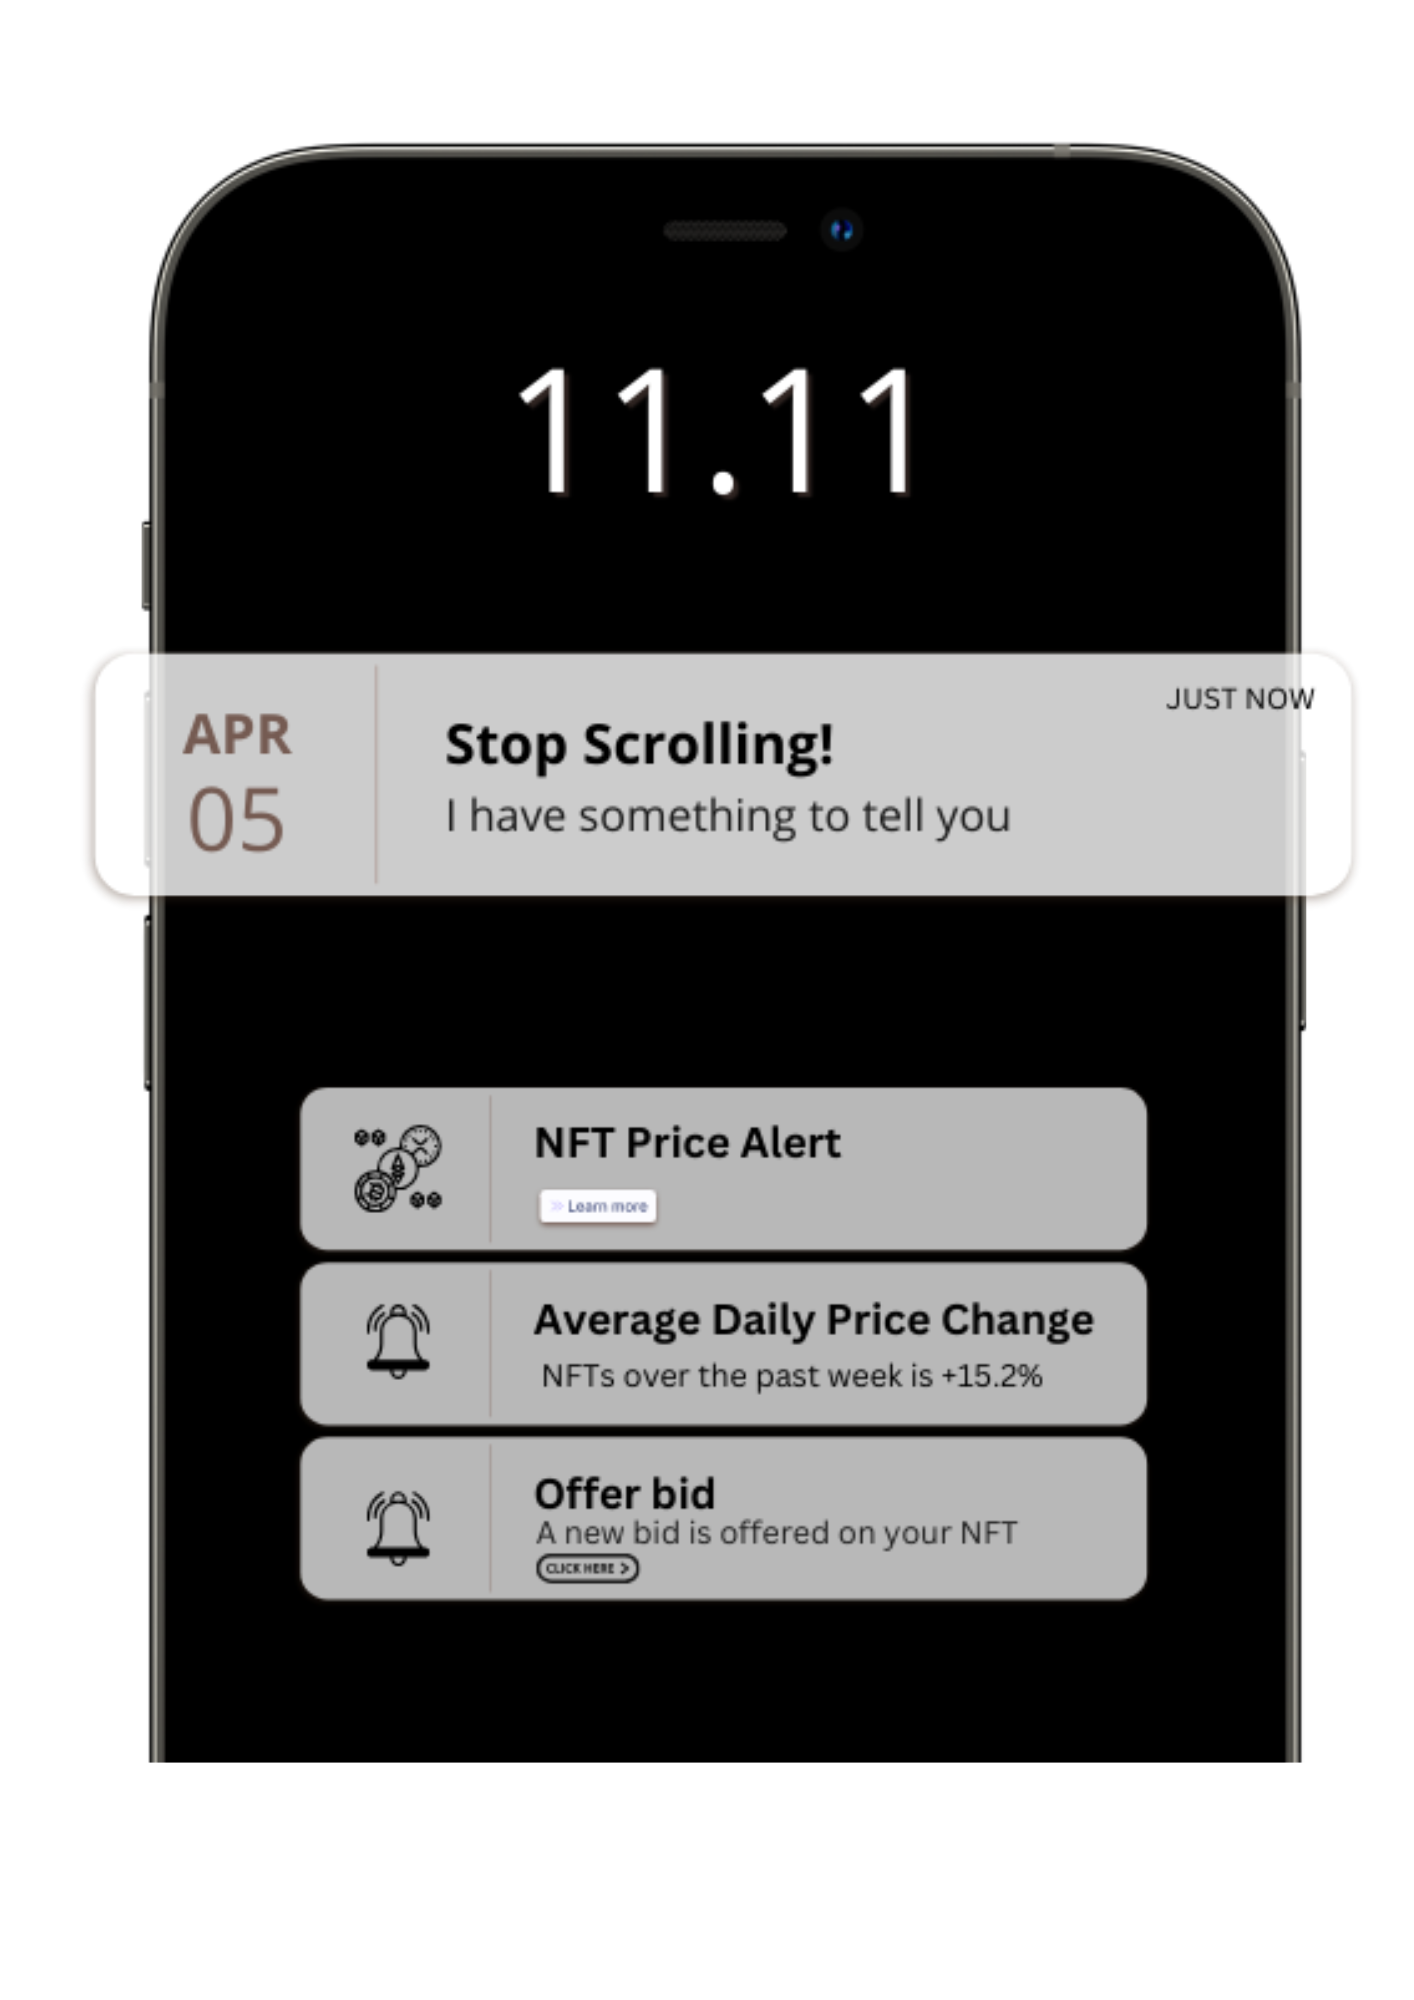 11.11
JUST NOW
APR
05
Stop Scrolling!
I have something to tell you
NFT Price Alert
Learn more
Average Daily Price Change
NFTs over the past week is +15.2%
Offer bid
A new bid is offered on your NFT
CLICK HERE >